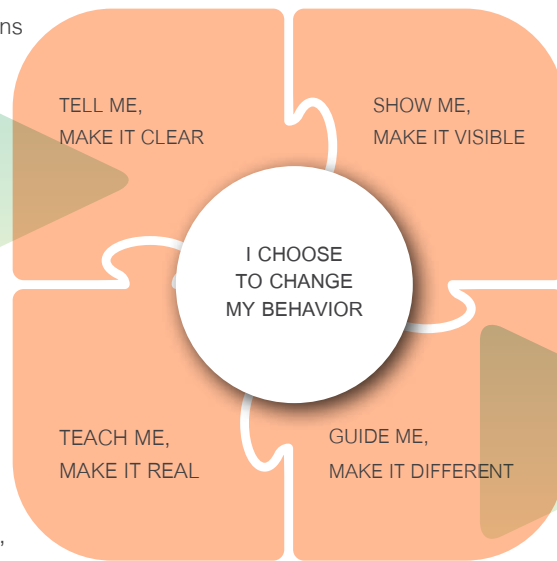 ns
TELL ME,
MAKE IT CLEAR
SHOW ME,
MAKE IT VISIBLE
I CHOOSE
TO CHANGE
MY BEHAVIOR
TEACH ME,
MAKE IT REAL
GUIDE ME,
MAKE IT DIFFERENT
,